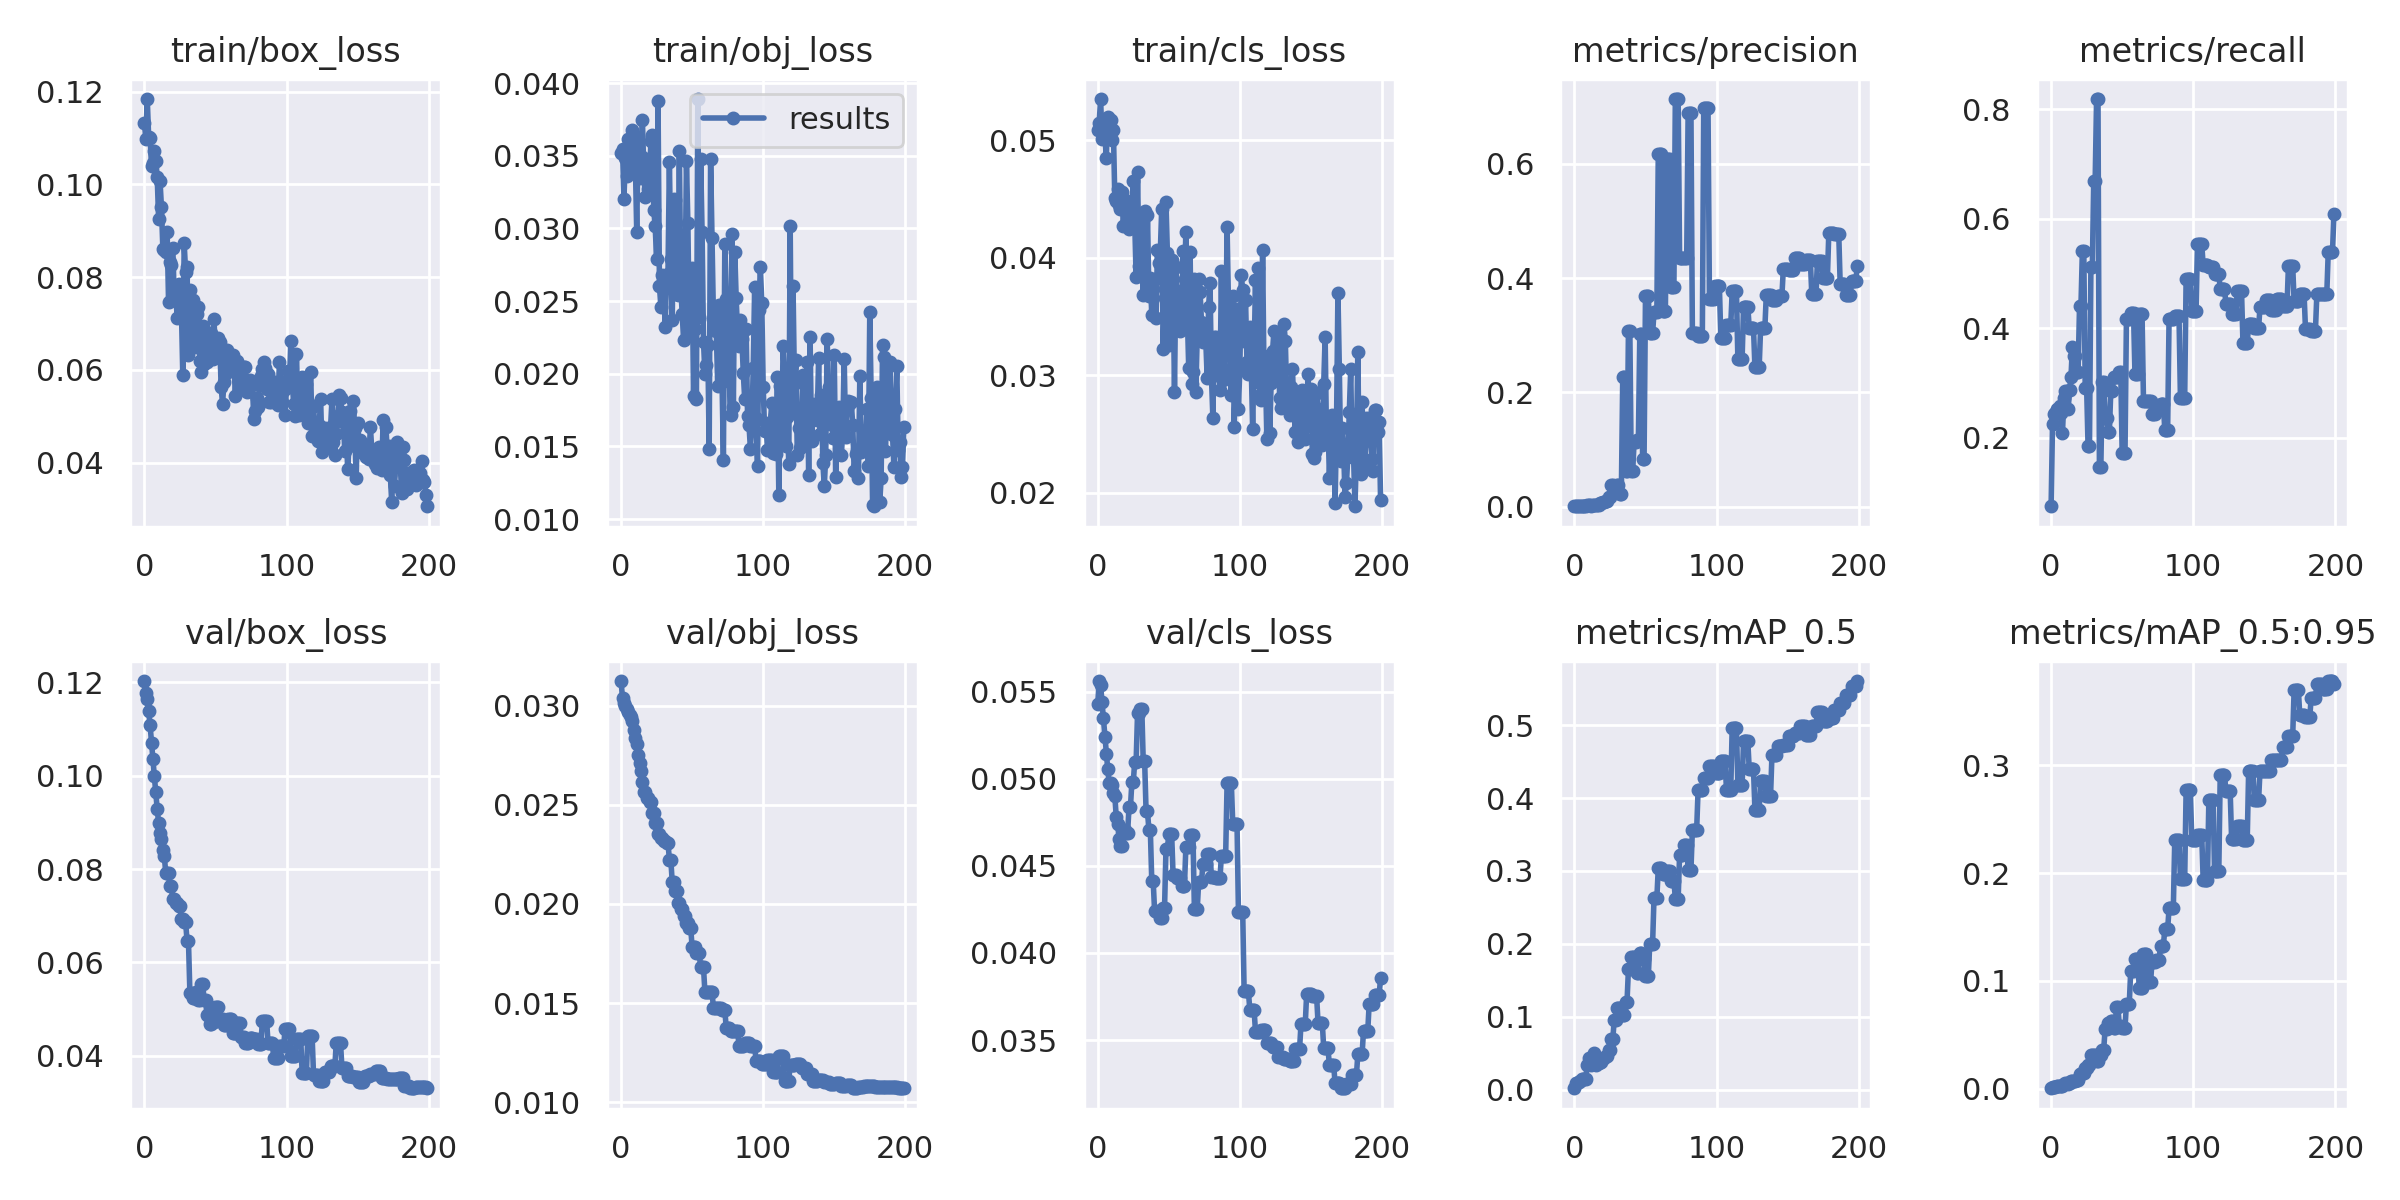 train/box_loss
0.12
0.10
0.08
0.06
0.04
0 100 200
train/obj_loss
results
0.040
0.035
0.030
0.025
0.020
0.015
0.010
0 100 200
train/cls_loss
0.05
0.04
0.03
0.02
0 100 200
metrics/precision
0.6
0.4
0.2
0.0
0 100 200
metrics/recall
0.8
0.6
0.4
0.2
0 100 200
val/box_loss
0.12
0.10
0.08
0.06
0.04
0 100 200
val/obj_loss
0.030
0.025
0.020
0.015
0.010
0 100 200
val/cls_loss
0.055
0.050
0.045
0.040
0.035
0 100 200
metrics/mAP_0.5
0.5
0.4
0.3
0.2
0.1
0.0
0 100 200
metrics/mAP_0.5:0.95
0.3
0.2
0.1
0.0
0 100 200